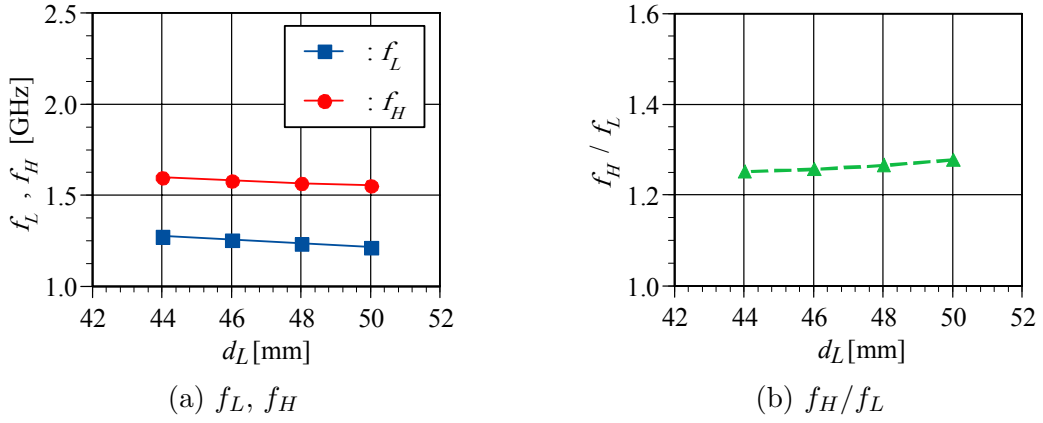 2.5
2.0
1.5
1.0
f_L , f_H [GHz]
: f_L
: f_H
42 44 46 48 50 52
d_L [mm]
(a) f_L, f_H
1.6
1.4
1.2
1.0
f_H / f_L
42 44 46 48 50 52
d_L [mm]
(b) f_H/f_L